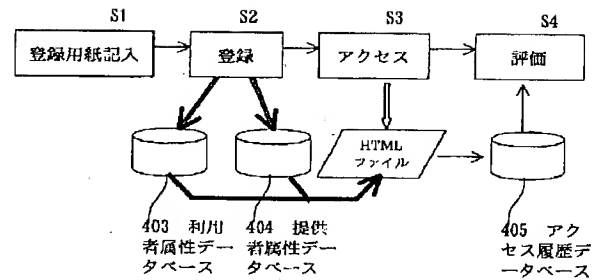 S1
S2
S3
S4
登録用紙記入
登録
アクセス
評価
HTML
ファイル
403 利用
者属性デー
タベース
404 提供
者属性デー
タベース
405 アク
セス履歴デ
ータベース